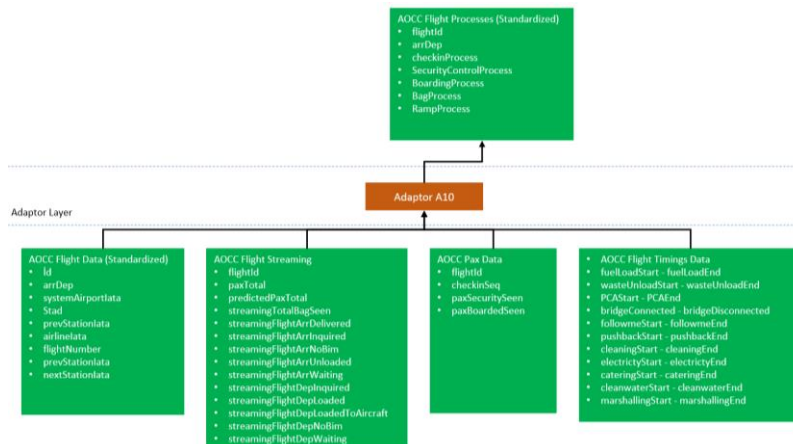 AOCC Flight Processes (Standardized)
• flightId
• arrDep
• checkinProcess
• SecurityControlProcess
• BoardingProcess
• BagProcess
• RampProcess
Adaptor A10
Adaptor Layer
AOCC Flight Data (Standardized)
• Id
• arrDep
• systemAirportIata
• Stad
• prevStationIata
• airlineIata
• flightNumber
• prevStationIata
• nextStationIata
AOCC Flight Streaming
• flightId
• paxTotal
• predictedPaxTotal
• streamingTotalBagSeen
• streamingFlightArrDelivered
• streamingFlightArrInquired
• streamingFlightArrNoBim
• streamingFlightArrUnloaded
• streamingFlightArrWaiting
• streamingFlightDepInquired
• streamingFlightDepLoaded
• streamingFlightDepLoadedToAircraft
• streamingFlightDepNoBim
• streamingFlightDepWaiting
AOCC Pax Data
• flightId
• checkinSeq
• paxSecuritySeen
• paxBoardedSeen
• AOCC Flight Timings Data
• fuelLoadStart - fuelLoadEnd
• wasteUnloadStart - wasteUnloadEnd
• PCAStart - PCAEnd
• bridgeConnected - bridgeDisconnected
• followmeStart - followmeEnd
• pushbackStart - pushbackEnd
• cleaningStart - cleaningEnd
• electrictyStart - electrictyEnd
• cateringStart - cateringEnd
• cleanwaterStart - cleanwaterEnd
• marshallingStart - marshallingEnd